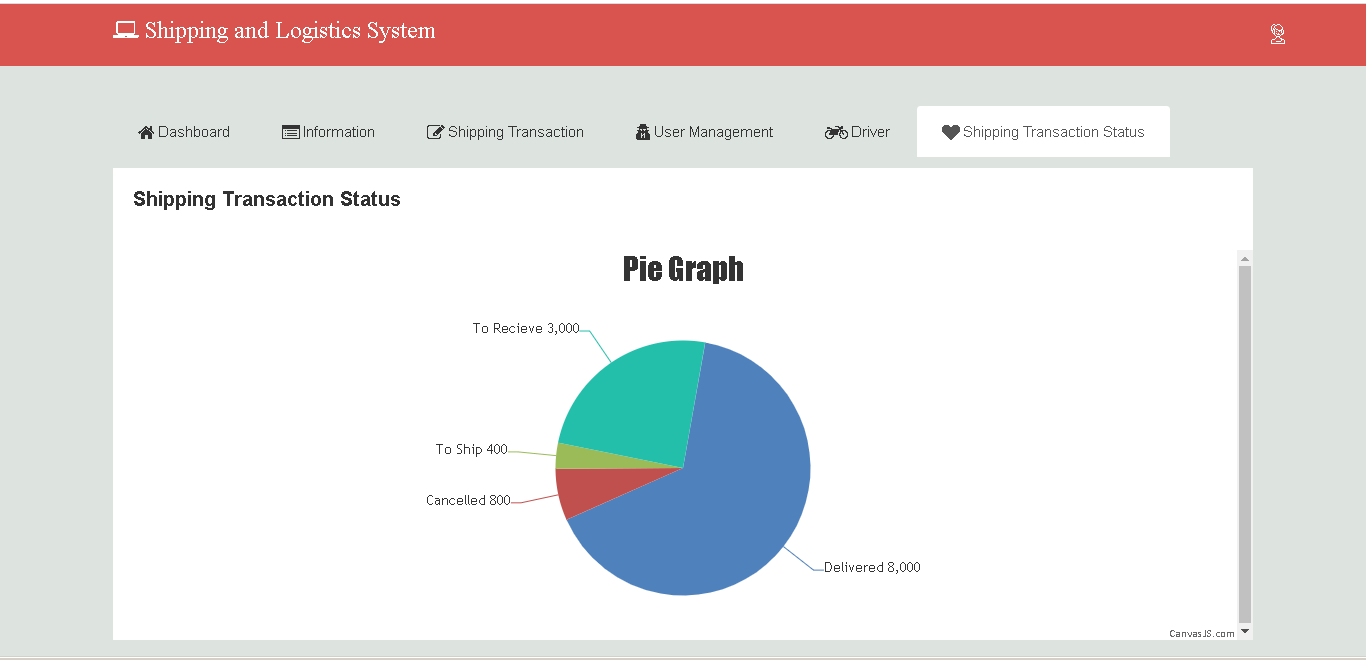 Shipping and Logistics System
Dashboard
Information
Shipping Transaction
User Management
Driver
Shipping Transaction Status
Shipping Transaction Status
Pie Graph
To Recieve 3,000
To Ship 400
Cancelled 800
Delivered 8,000
CanvasJS.com